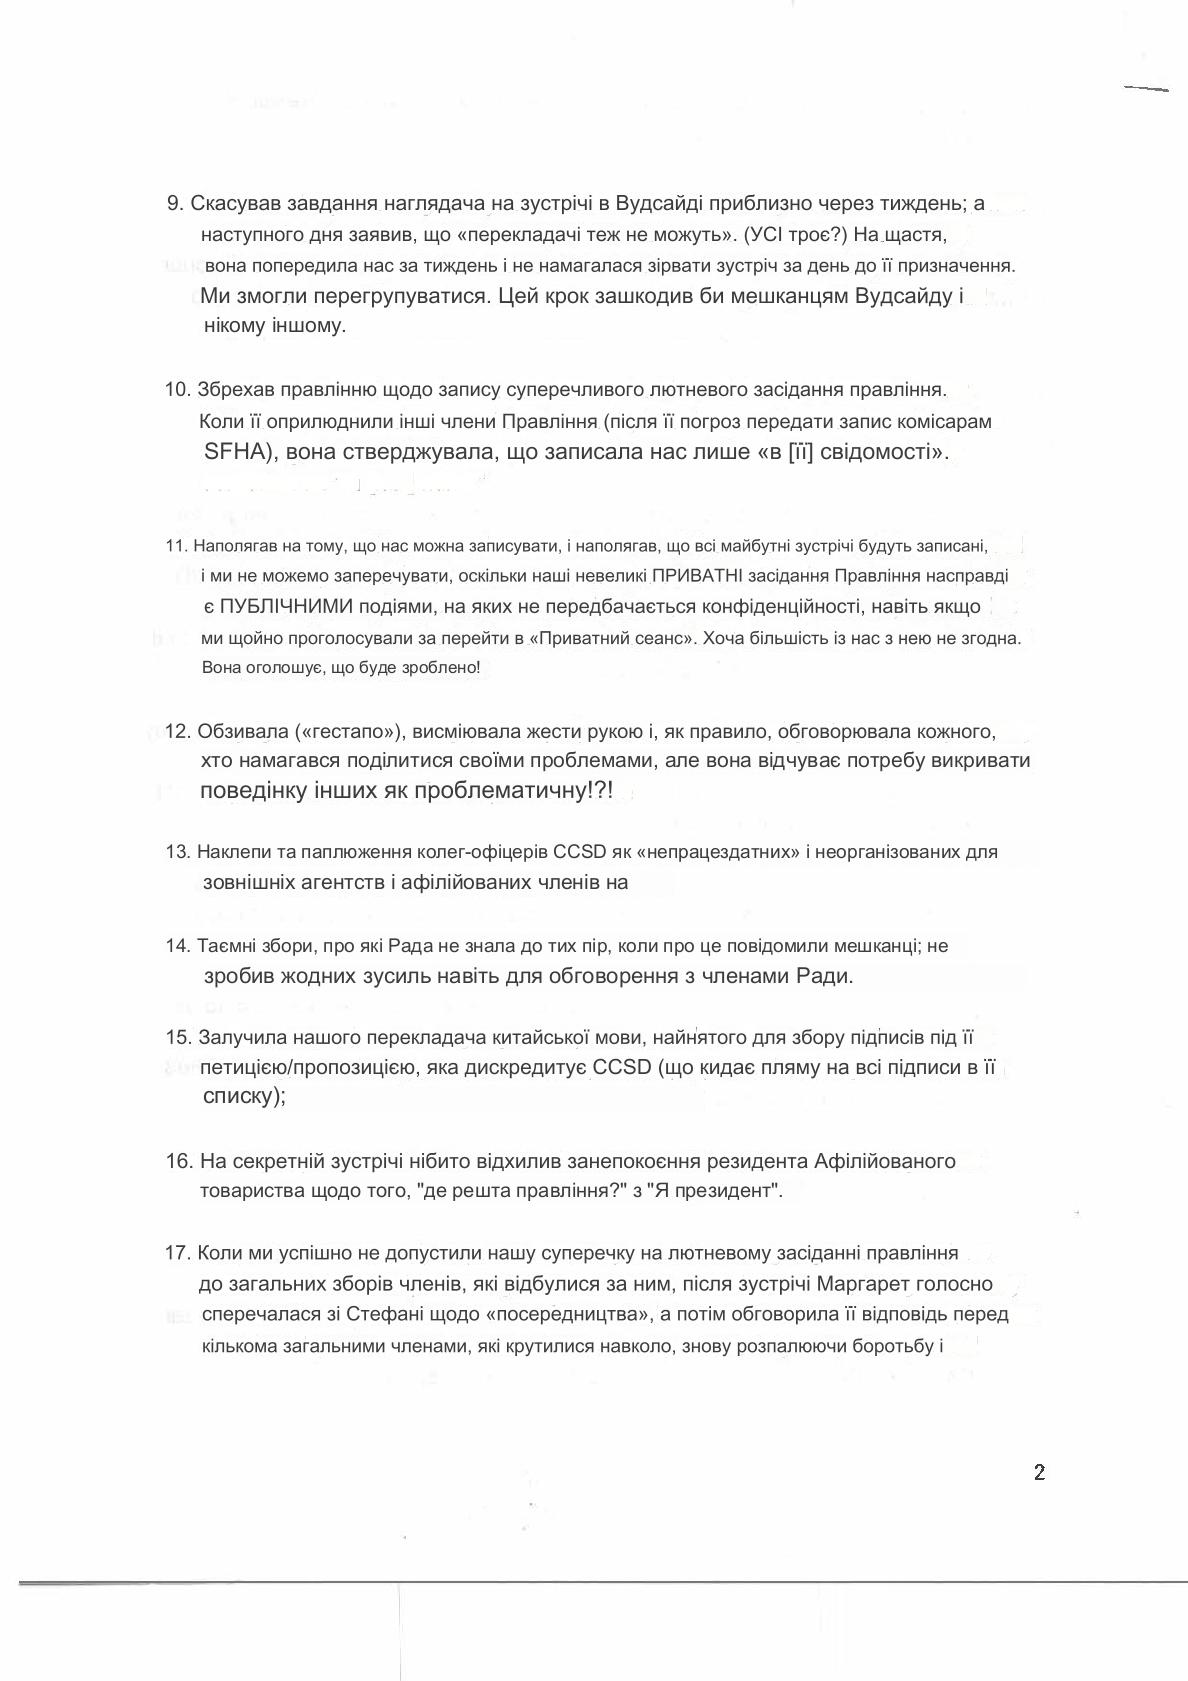 9. Скасував завдання наглядача на зустрічі в Вудсайді приблизно через тиждень; а
наступного дня заявив, що «перекладачі теж не можуть». (УСІ троє?) На щастя,
вона попередила нас за тиждень і не намагалася зірвати зустріч за день до її призначення.
Ми змогли перегрупуватися. Цей крок зашкодив би мешканцям Вудсайду і
нікому іншому.
10. Збрехав правлінню щодо запису суперечливого лютневого засідання правління.
Коли її оприлюднили інші члени Правління (після її погроз передати запис комісарам
SFHA), вона стверджувала, що записала нас лише «в [її] свідомості».
11. Наполягав на тому, що нас можна записувати, і наполягав, що всі майбутні зустрічі будуть записані,
і ми не можемо заперечувати, оскільки наші невеликі ПРИВАТНІ засідання Правління насправді
є ПУБЛІЧНИМИ подіями, на яких не передбачається конфіденційності, навіть якщо
ми щойно проголосували за перейти в «Приватний сеанс». Хоча більшість із нас з нею не згодна.
Вона оголошує, що буде зроблено!
12. Обзивала («гестапо»), висміювала жести рукою і, як правило, обговорювала кожного,
хто намагався поділитися своїми проблемами, але вона відчуває потребу викривати
поведінку інших як проблематичну!?!
13. Наклепи та паплюження колег-офіцерів CCSD як «непрацездатних» і неорганізованих для
зовнішніх агентств і афілійованих членів на
14. Таємні збори, про які Рада не знала до тих пір, коли про це повідомили мешканці; не
зробив жодних зусиль навіть для обговорення з членами Ради.
15. Залучила нашого перекладача китайської мови, найнятого для збору підписів під її
петицією/пропозицією, яка дискредитує CCSD (що кидає пляму на всі підписи в її
списку);
16. На секретній зустрічі нібито відхилив занепокоєння резидента Афілійованого
товариства щодо того, "де решта правління?" з "Я президент".
17. Коли ми успішно не допустили нашу суперечку на лютневому засіданні правління
до загальних зборів членів, які відбулися за ним, після зустрічі Маргарет голосно
сперечалася зі Стефані щодо «посередництва», а потім обговорила її відповідь перед
кількома загальними членами, які крутилися навколо, знову розпалюючи боротьбу і
2